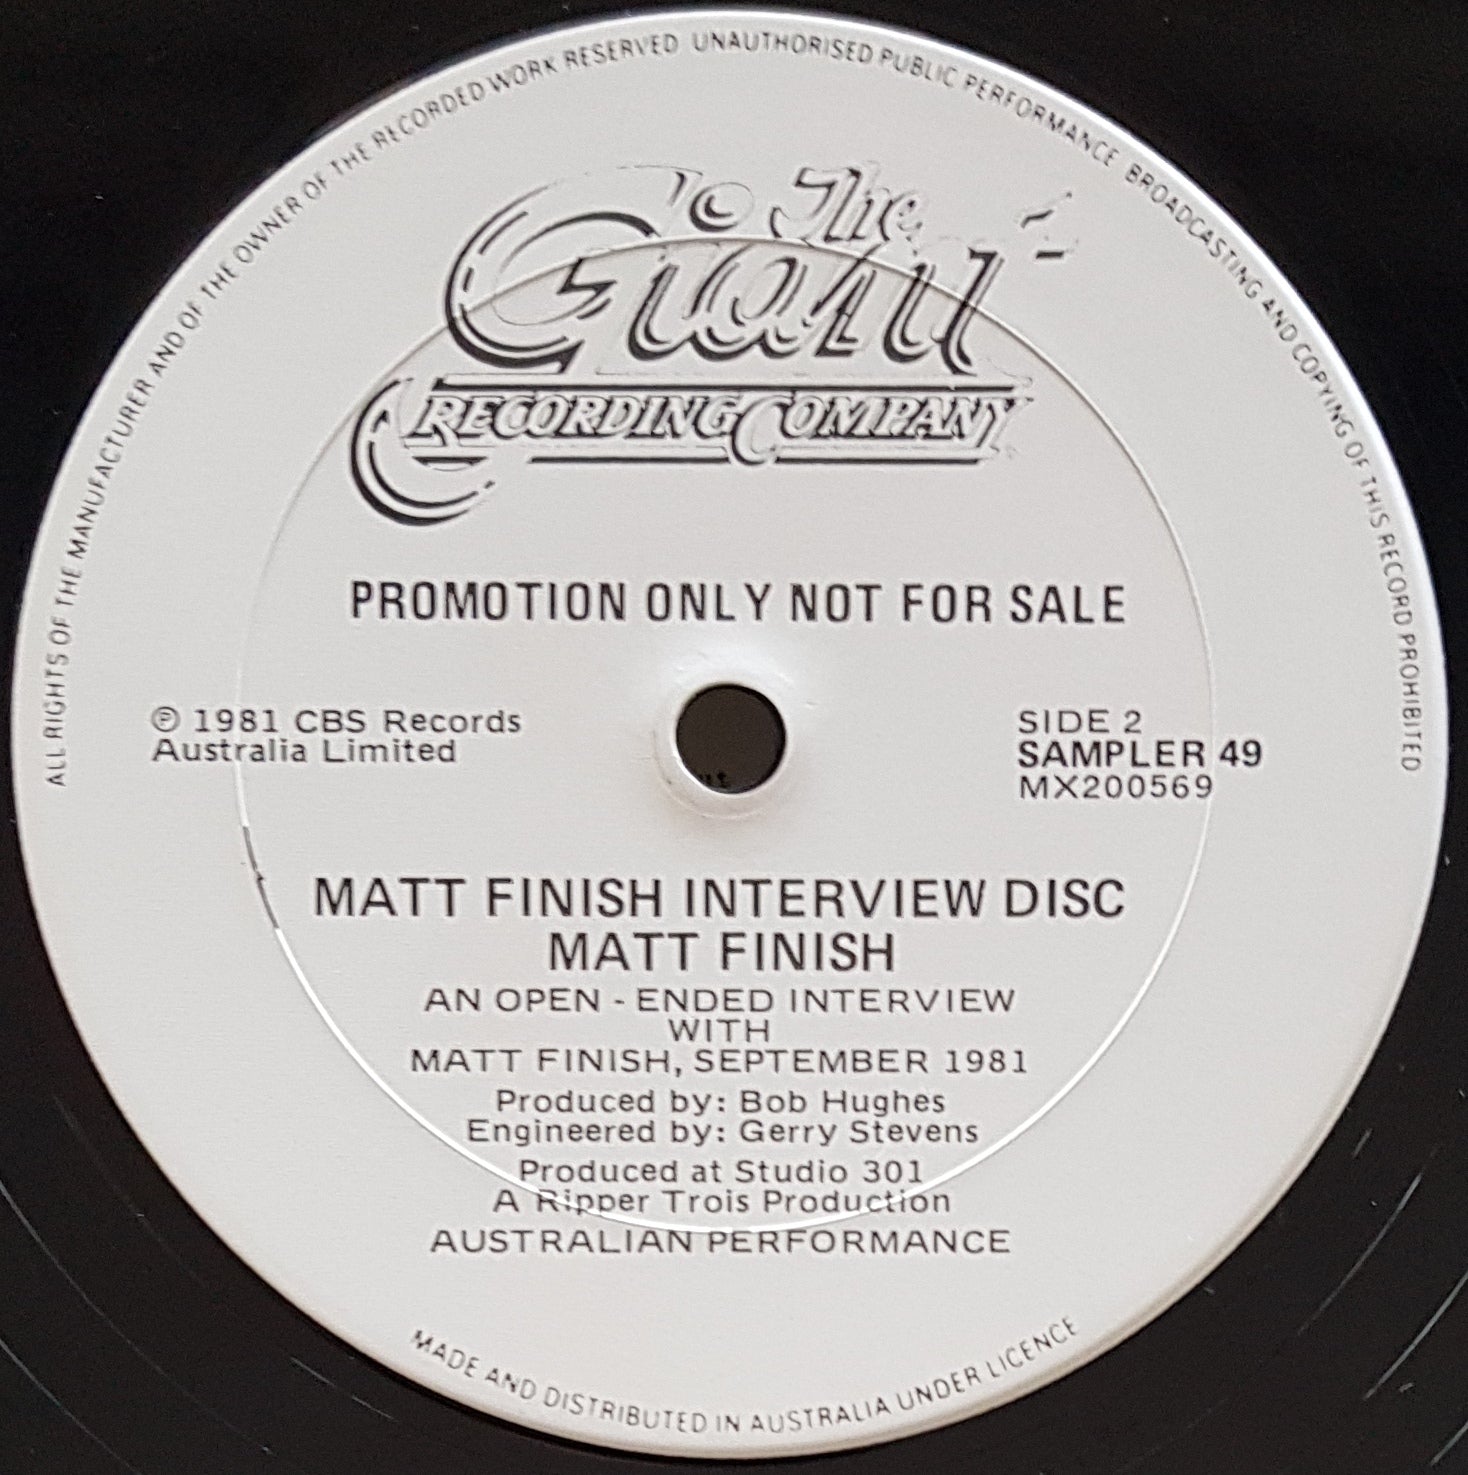 ALL RIGHTS OF THE MANUFACTURER AND OF THE OWNER OF THE RECORDED WORK RESERVED UNAUTHORISED PUBLIC PERFORMANCE BROADCASTING AND COPYING OF THIS RECORD PROHIBITED
The
Giant
RECORDING COMPANY
PROMOTION ONLY NOT FOR SALE
℗ 1981 CBS Records
Australia Limited
SIDE 2
SAMPLER 49
MX200569
MATT FINISH INTERVIEW DISC
MATT FINISH
AN OPEN - ENDED INTERVIEW
WITH
MATT FINISH, SEPTEMBER 1981
Produced by: Bob Hughes
Engineered by: Gerry Stevens
Produced at Studio 301
A Ripper Trois Production
AUSTRALIAN PERFORMANCE
MADE AND DISTRIBUTED IN AUSTRALIA UNDER LICENCE